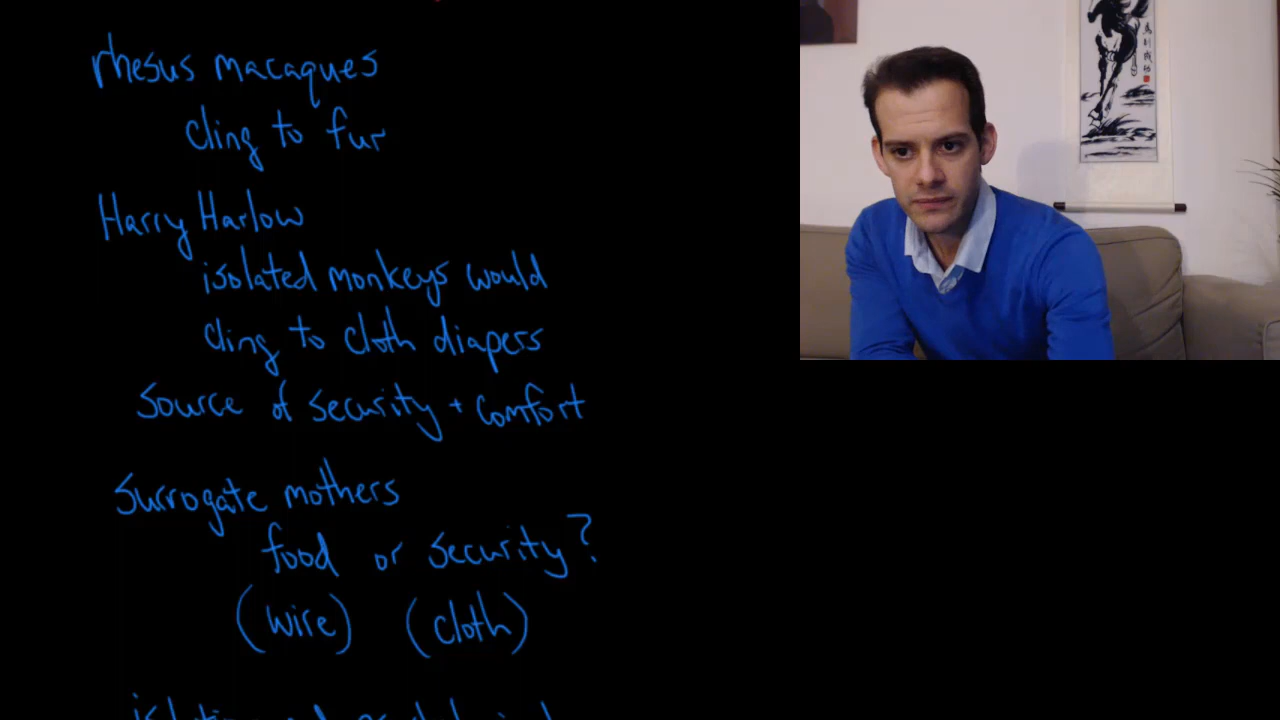 rhesus macaques
cling to fur
Harry Harlow
isolated monkeys would
cling to cloth diapers
source of security + comfort
surrogate mothers
food or security?
(wire) (cloth)